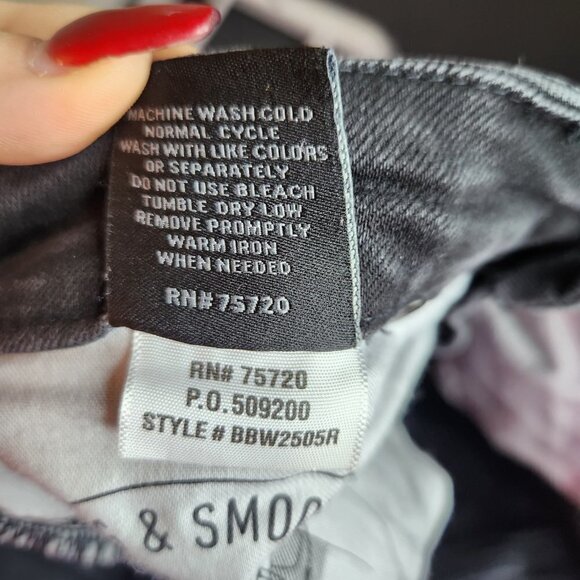 MACHINE WASH COLD
NORMAL CYCLE
WASH WITH LIKE COLORS
OR SEPARATELY
DO NOT USE BLEACH
TUMBLE DRY LOW
REMOVE PROMPTLY
WARM IRON
WHEN NEEDED
RN#75720
RN# 75720
P.O.509200
STYLE # BBW2505R
& SMOO